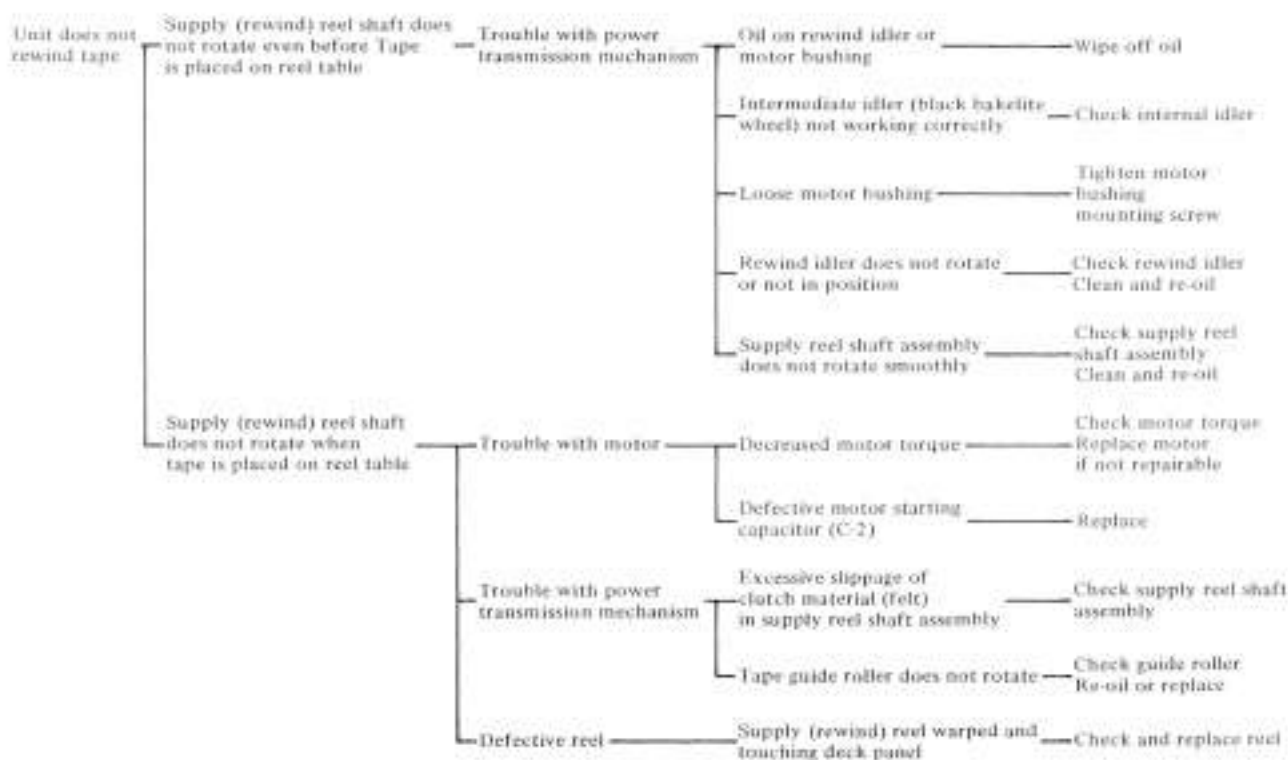 Unit does not
rewind tape
Supply (rewind) reel shaft does
not rotate even before Tape
is placed on reel table
Trouble with power
transmission mechanism
Oil on rewind idler or
motor bushing
Wipe off oil
Intermediate idler (black bakelite
wheel) not working correctly
Check internal idler
Loose motor bushing
Tighten motor
bushing
mounting screw
Rewind idler does not rotate
or not in position
Check rewind idler
Clean and re-oil
Supply reel shaft assembly
does not rotate smoothly
Check supply reel
shaft assembly
Clean and re-oil
Supply (rewind) reel shaft
does not rotate when
tape is placed on reel table
Trouble with motor
Decreased motor torque
Check motor torque
Replace motor
if not repairable
Defective motor starting
capacitor (C-2)
Replace
Trouble with power
transmission mechanism
Excessive slippage of
clutch material (felt)
in supply reel shaft assembly
Check supply reel shaft
assembly
Tape guide roller does not rotate
Check guide roller
Re-oil or replace
Defective reel
Supply (rewind) reel warped and
touching deck panel
Check and replace reel